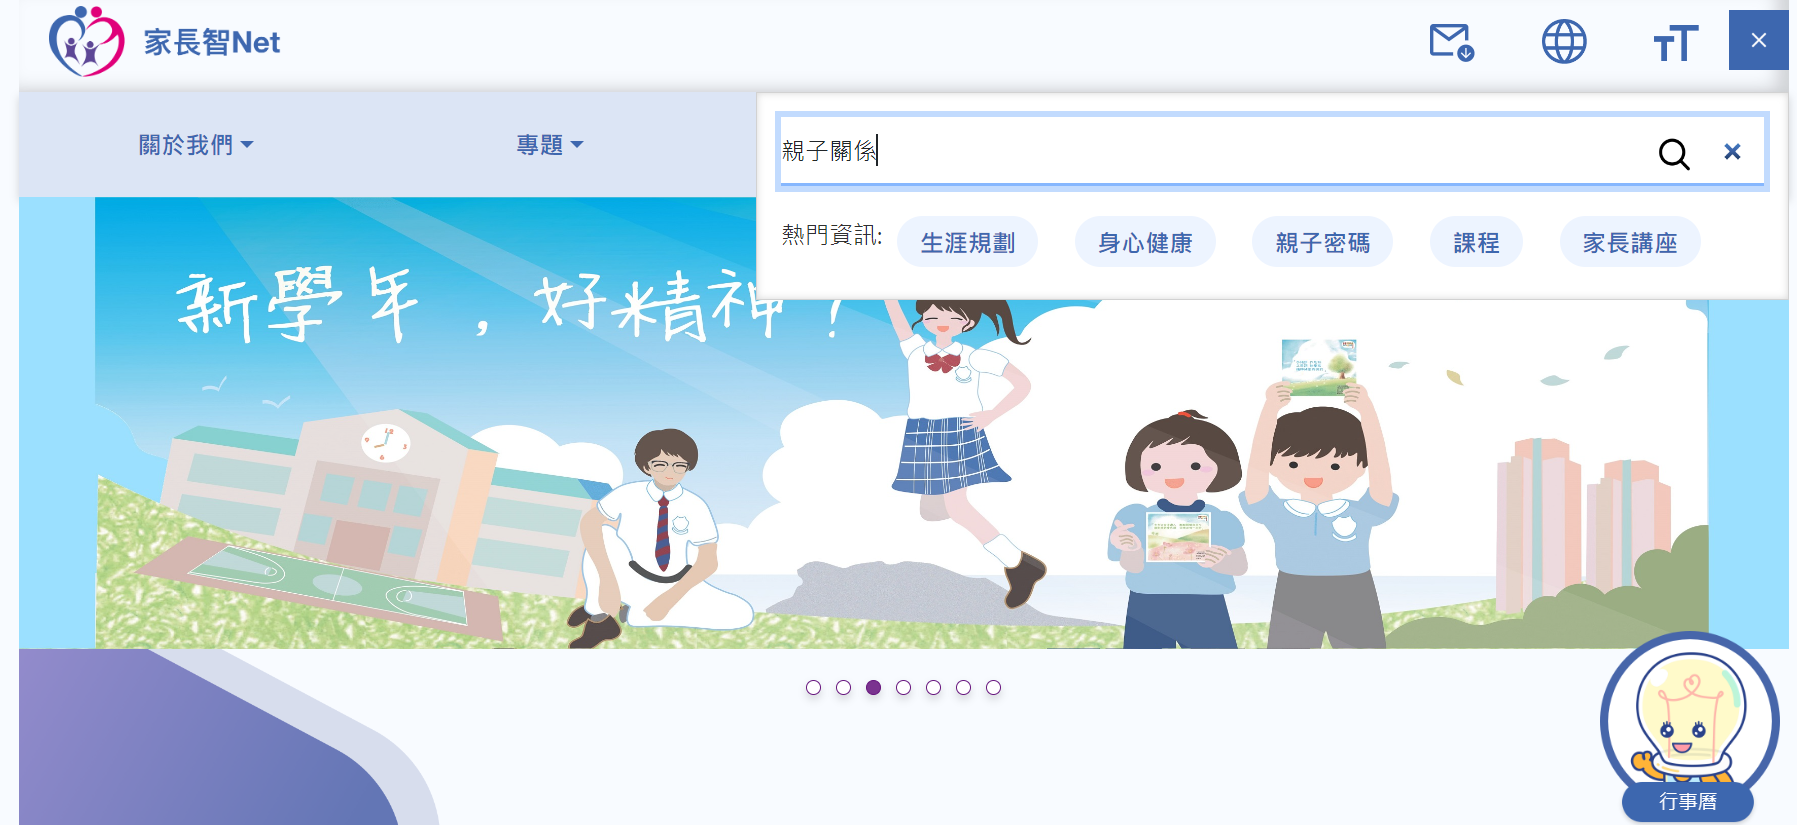 家長智Net
關於我們
專題
親子關係
熱門資訊:
生涯規劃
身心健康
親子密碼
課程
家長講座
新學年，好精神！
行事曆